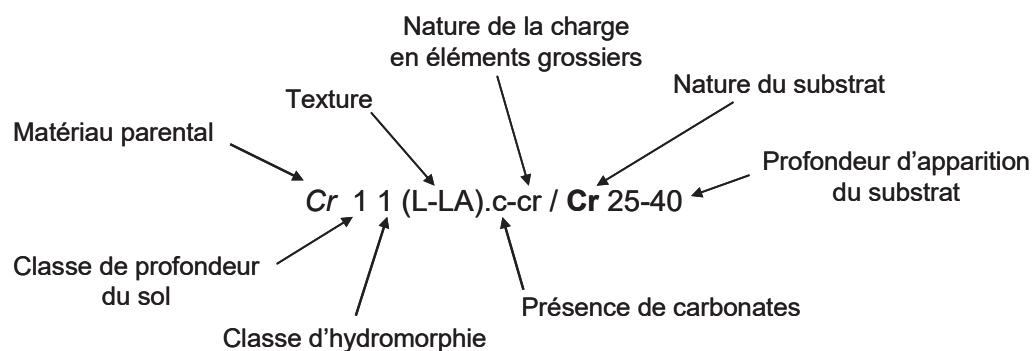 Nature de la charge
en éléments grossiers
Nature du substrat
Texture
Matériau parental
Profondeur d'apparition
du substrat
Cr 1 1 (L-LA).c-cr / Cr 25-40
Classe de profondeur
du sol
Présence de carbonates
Classe d'hydromorphie